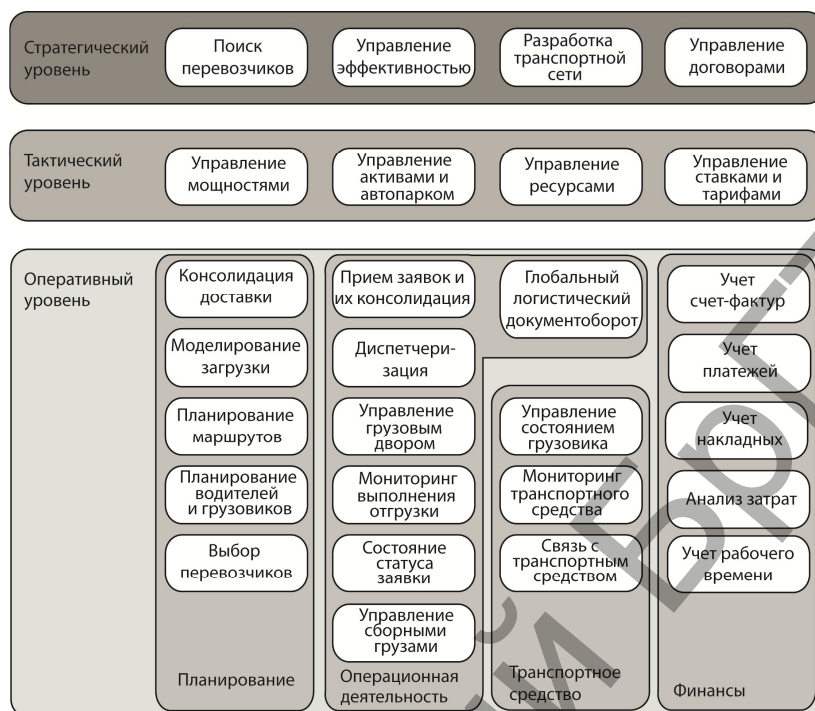 Стратегический
уровень
Поиск
перевозчиков
Управление
эффективностью
Разработка
транспортной
сети
Управление
договорами
Тактический
уровень
Управление
мощностями
Управление
активами и
автопарком
Управление
ресурсами
Управление
ставками и
тарифами
Оперативный
уровень
Консолидация
доставки
Моделирование
загрузки
Планирование
маршрутов
Планирование
водителей
и грузовиков
Выбор
перевозчиков
Планирование
Прием заявок и
их консолидация
Диспетчери-
зация
Управление
грузовым
двором
Мониторинг
выполнения
отгрузки
Состояние
статуса
заявки
Управление
сборными
грузами
Операционная
деятельность
Глобальный
логистический
документоборот
Управление
состоянием
грузовика
Мониторинг
транспортного
средства
Связь с
транспортным
средством
Транспортное
средство
Учет
счет-фактур
Учет
платежей
Учет
накладных
Анализ затрат
Учет рабочего
времени
Финансы